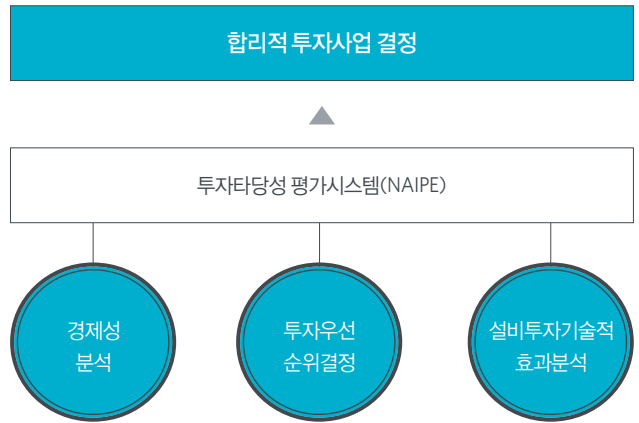 합리적 투자사업 결정
투자타당성 평가시스템(NAIPE)
경제성
분석
투자우선
순위결정
설비투자기술적
효과분석